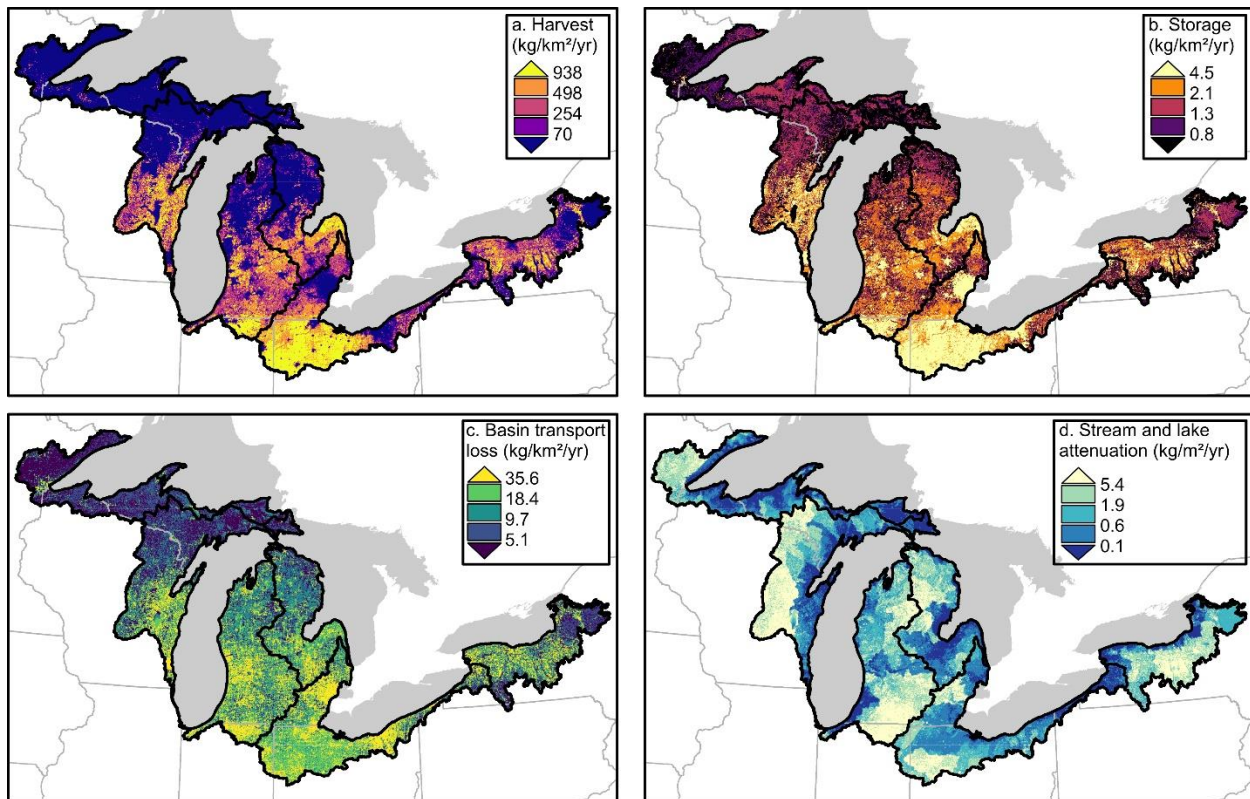 a. Harvest
(kg/km²/yr)
938
498
254
70
b. Storage
(kg/km²/yr)
4.5
2.1
1.3
0.8
c. Basin transport
loss (kg/km²/yr)
35.6
18.4
9.7
5.1
d. Stream and lake
attenuation (kg/m²/yr)
5.4
1.9
0.6
0.1